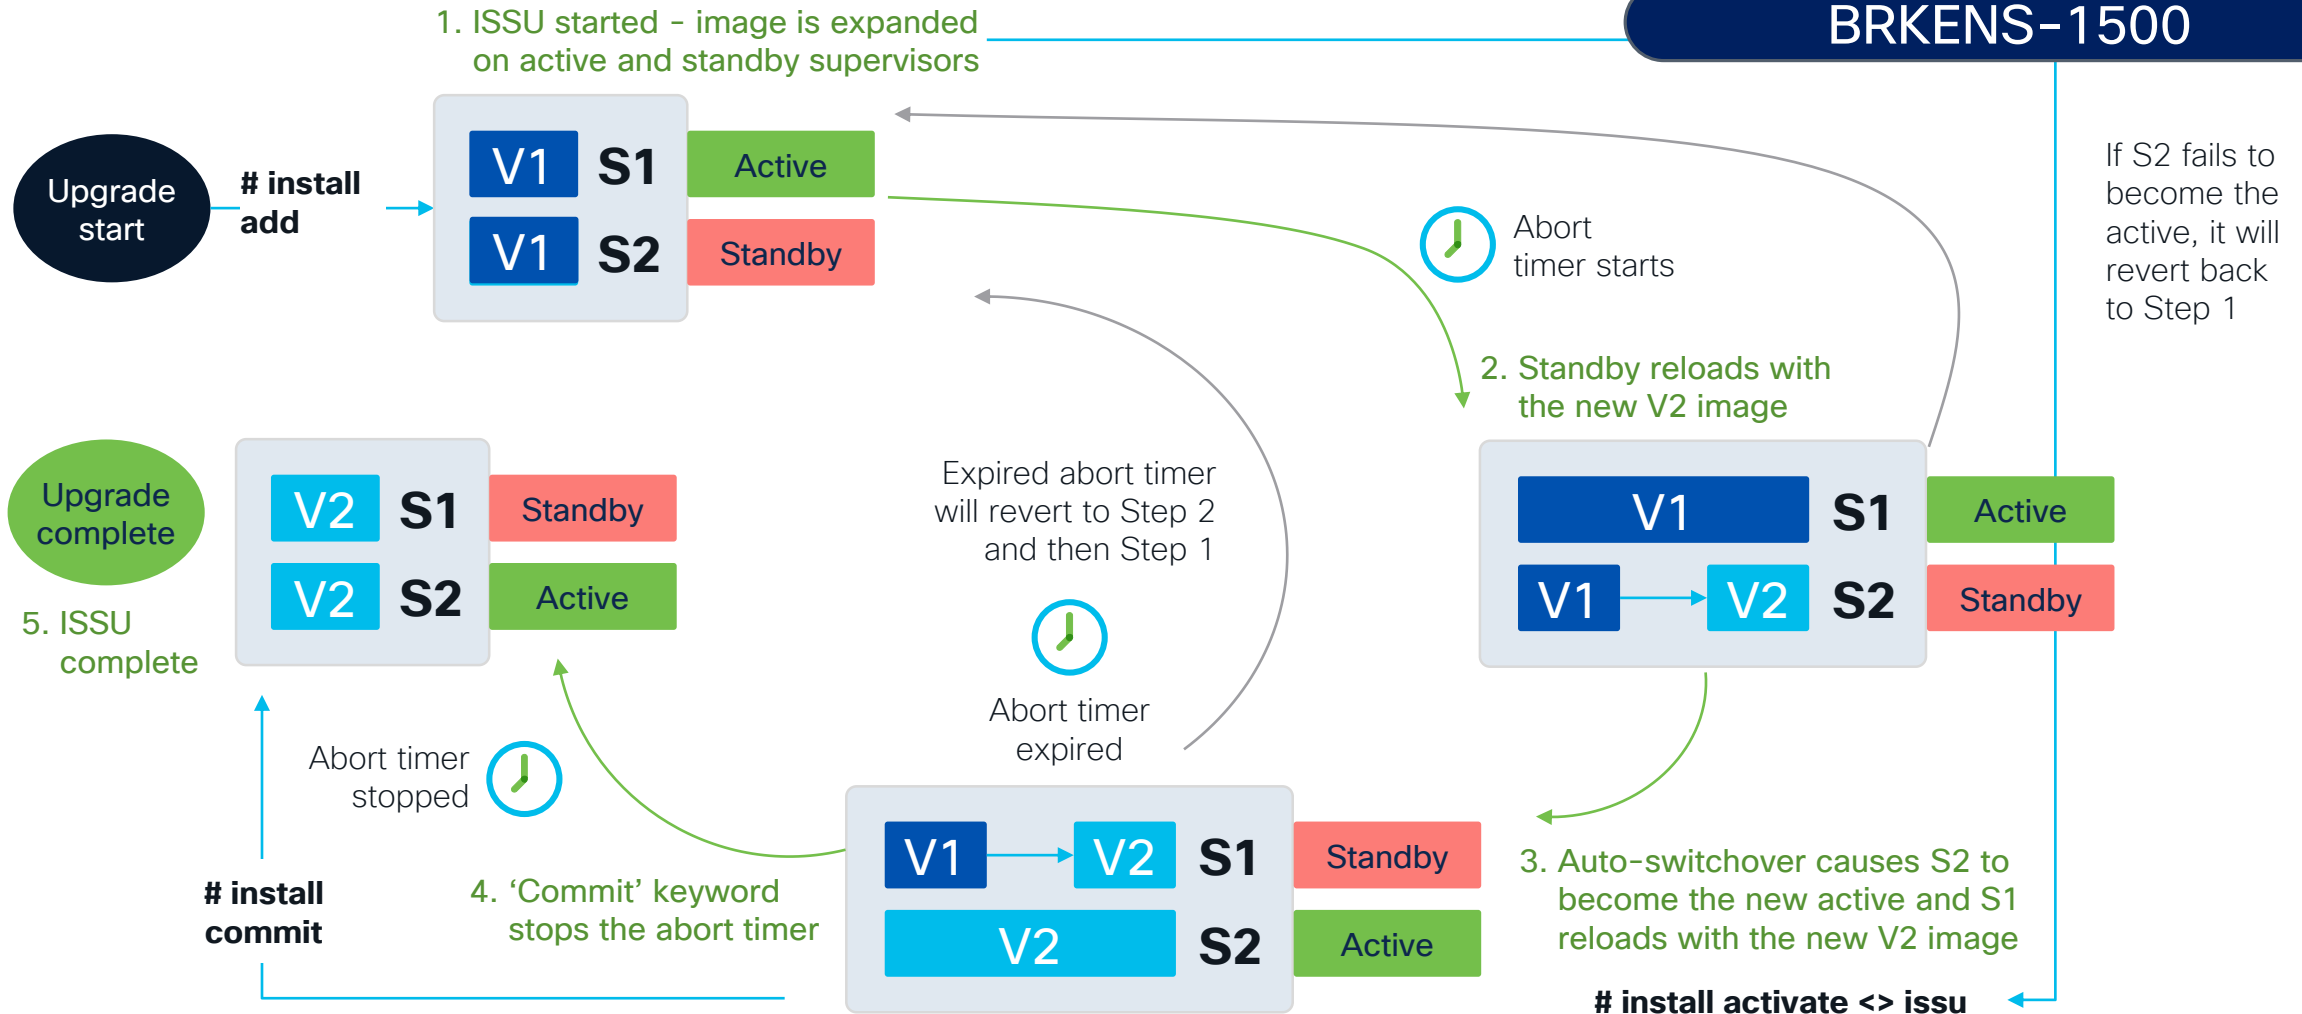 BRKENS-1500
1. ISSU started - image is expanded
on active and standby supervisors
Upgrade
start
# install
add
V1 S1 Active
V1 S2 Standby
Abort
timer starts
If S2 fails to
become the
active, it will
revert back
to Step 1
2. Standby reloads with
the new V2 image
V1 S1 Active
V1 V2 S2 Standby
Expired abort timer
will revert to Step 2
and then Step 1
Abort timer
expired
3. Auto-switchover causes S2 to
become the new active and S1
reloads with the new V2 image
# install activate <> issu
V1 V2 S1 Standby
V2 S2 Active
4. ‘Commit’ keyword
stops the abort timer
Abort timer
stopped
# install
commit
Upgrade
complete
5. ISSU
complete
V2 S1 Standby
V2 S2 Active